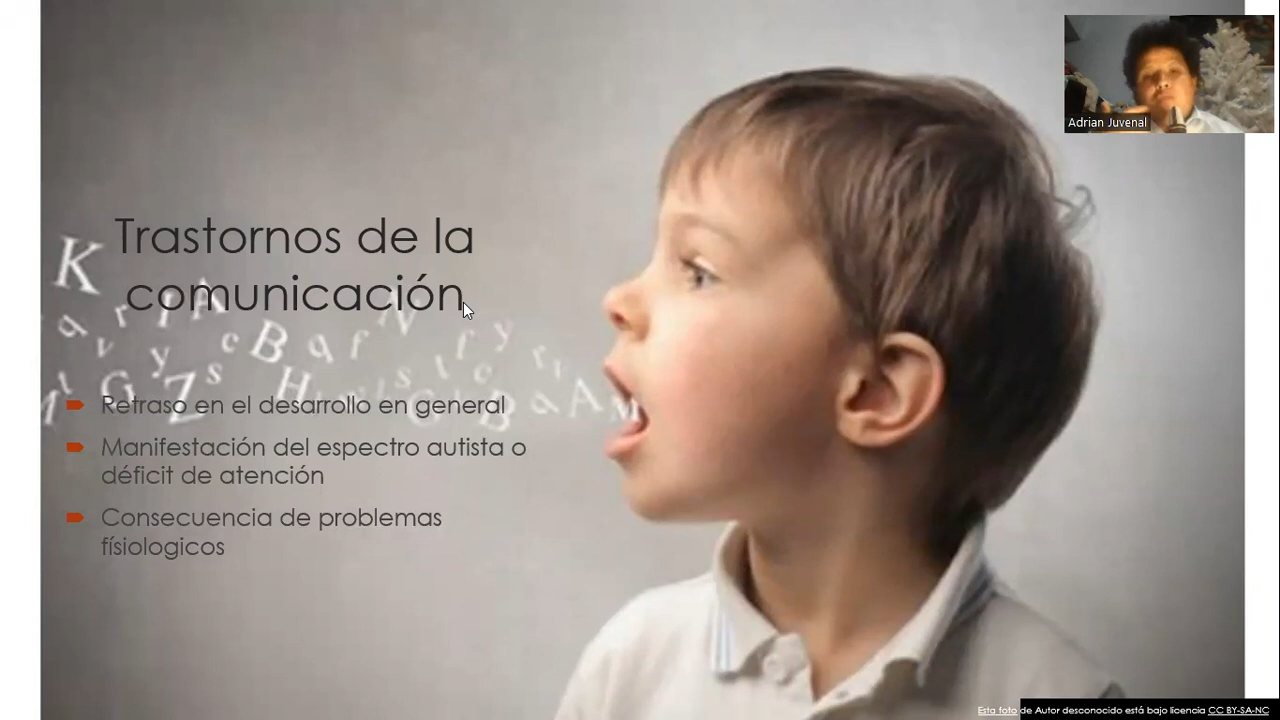 Adrian Juvenal
Trastornos de la
comunicación
K
Retraso en el desarrollo en general
Manifestación del espectro autista o
déficit de atención
Consecuencia de problemas
físiologicos
Esta foto de Autor desconocido está bajo licencia CC BY-SA-NC